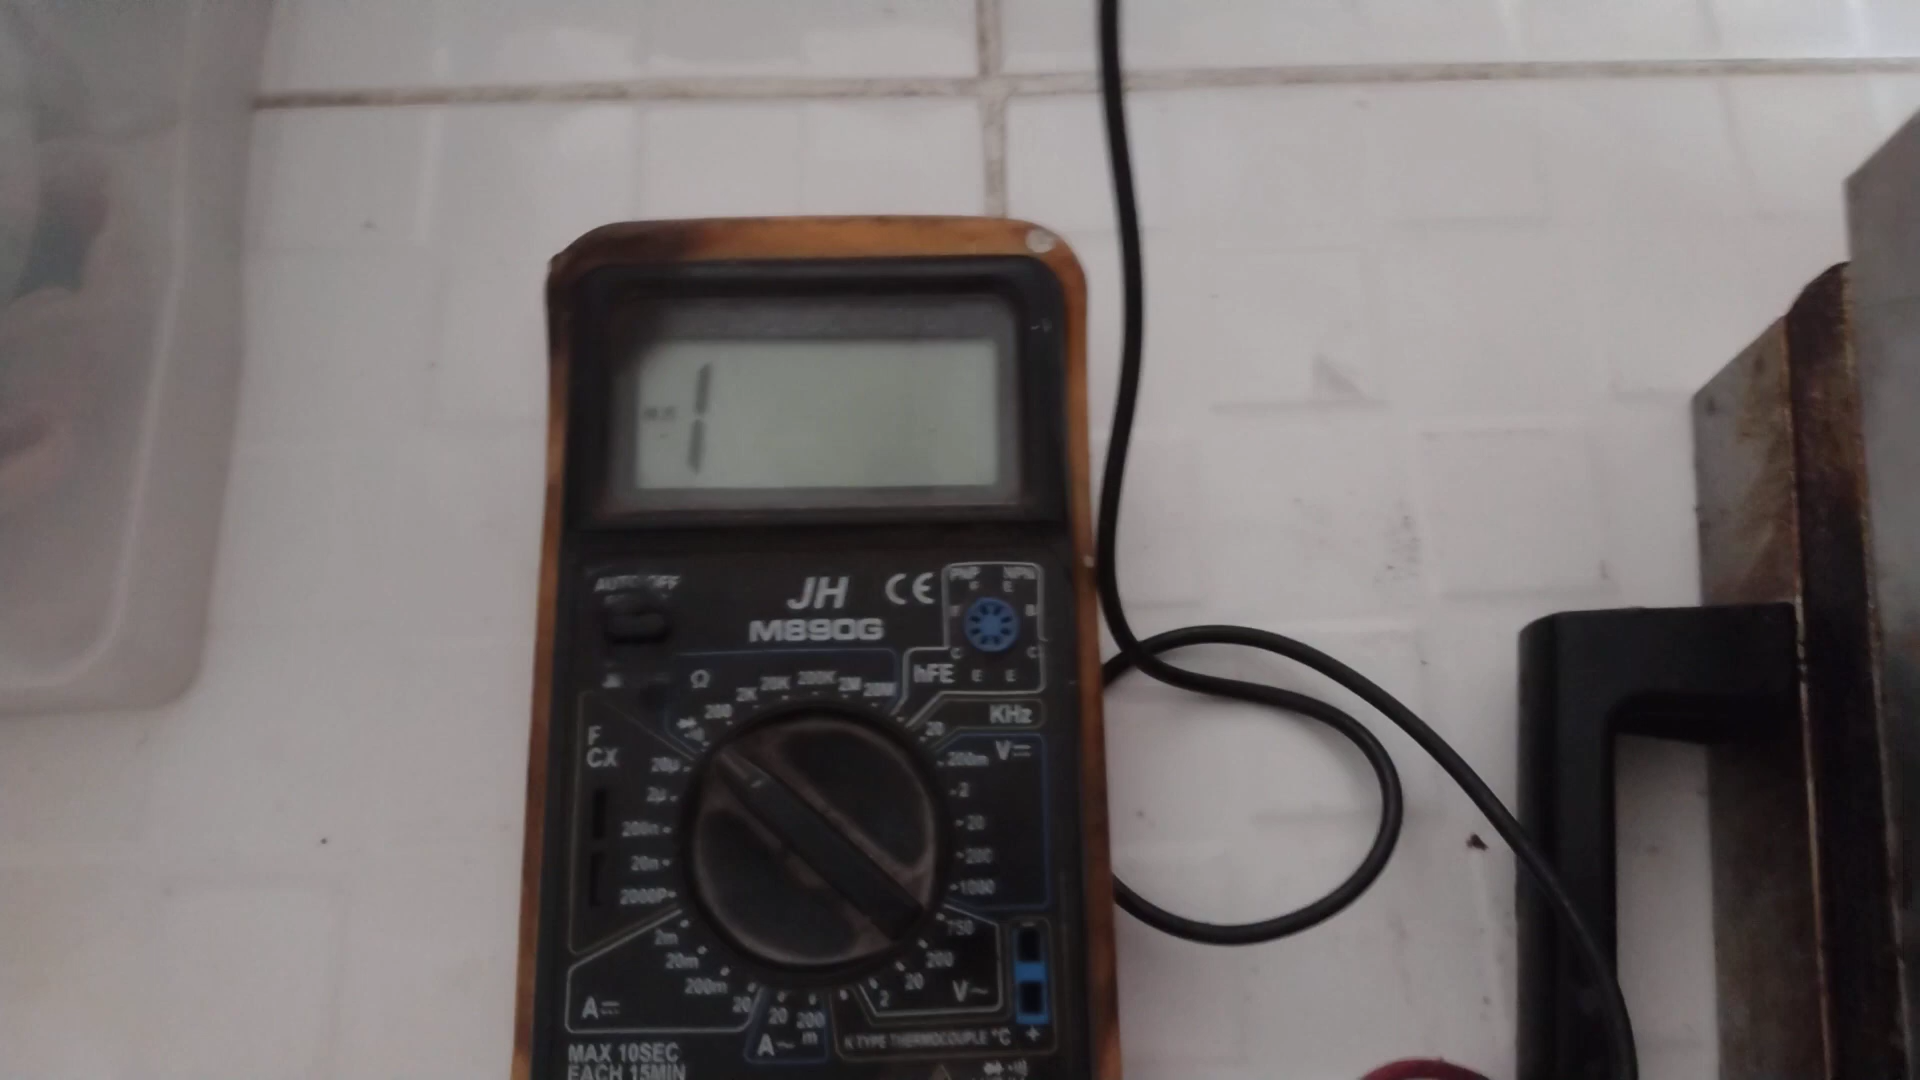 1
AUTO OFF
JH
CE
M890G
PNP NPN
E E
B
C C
hFE E E
Ω
200 2K 20K 200K 2M 20M
KHz
20
F
CX
20µ
2µ
200n
20n
2000P
V⎓
200m
2
20
200
1000
750
200
20
2
V~
2m
20m
200m
20
A⎓
20 200
m
A~
K TYPE THERMOCOUPLE °C
+
MAX 10SEC
EACH 15MIN